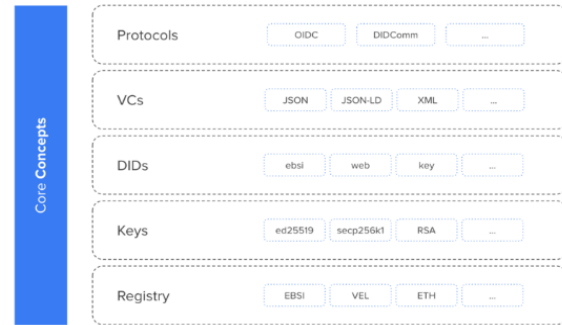 Core Concepts
Protocols OIDC DIDComm ...
VCs JSON JSON-LD XML ...
DIDs ebsi web key ...
Keys ed25519 secp256k1 RSA ...
Registry EBSI VEL ETH ...